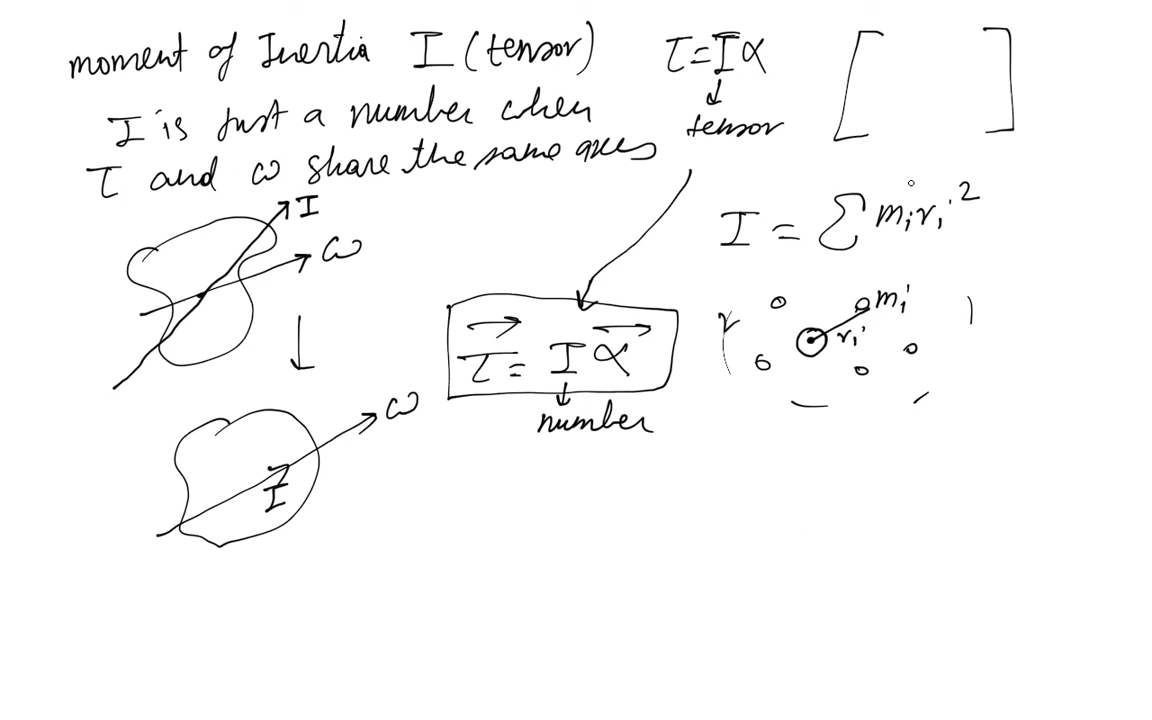 moment of Inertia I (tensor)
τ = Iα
tensor
I is just a number when
τ and ω share the same axes
I
ω
I = Σ mᵢrᵢ²
mᵢ
rᵢ
τ⃗ = Iα⃗
number
ω
I